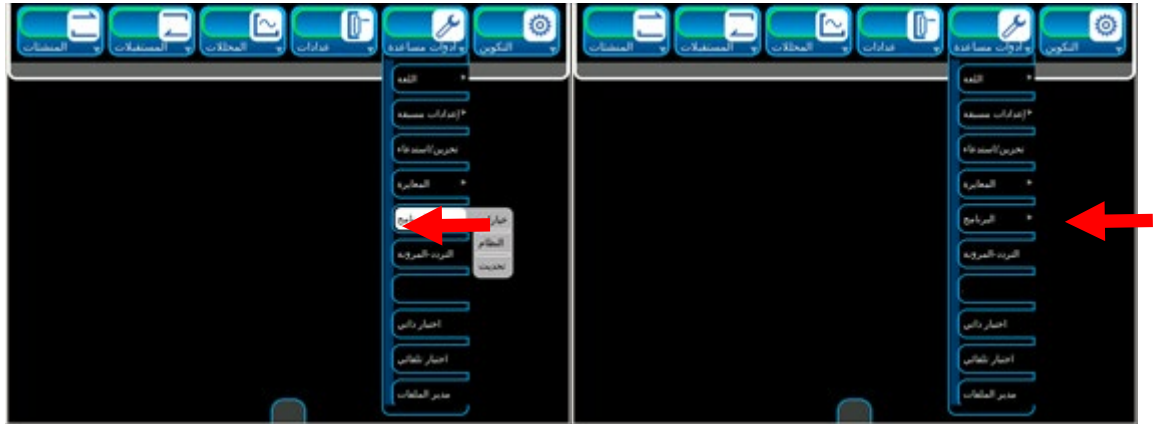 المنشئات المستقبلات المحللات عدادات أدوات مساعدة التكوين
اللغة
إعدادات مسبقة
تخزين/استدعاء
المعايرة
خيارات
النظام
التردد-المرونة
تحديث
اختبار ذاتي
اختبار تلقائي
مدير الملفات
المنشئات المستقبلات المحللات عدادات أدوات مساعدة التكوين
اللغة
إعدادات مسبقة
تخزين/استدعاء
المعايرة
البرنامج
التردد-المرونة
اختبار ذاتي
اختبار تلقائي
مدير الملفات